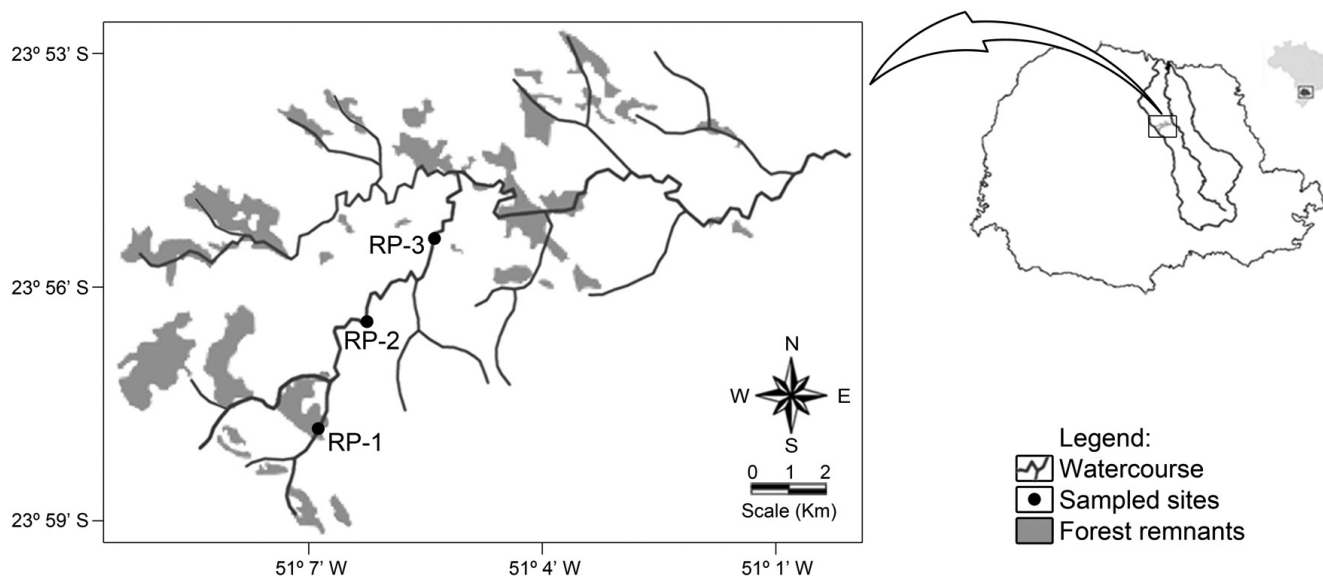 23º 53’ S
23º 56’ S
23º 59’ S
51º 7’ W
51º 4’ W
51º 1’ W
RP-3
RP-2
RP-1
N
W E
S
0 1 2
Scale (Km)
Legend:
Watercourse
Sampled sites
Forest remnants